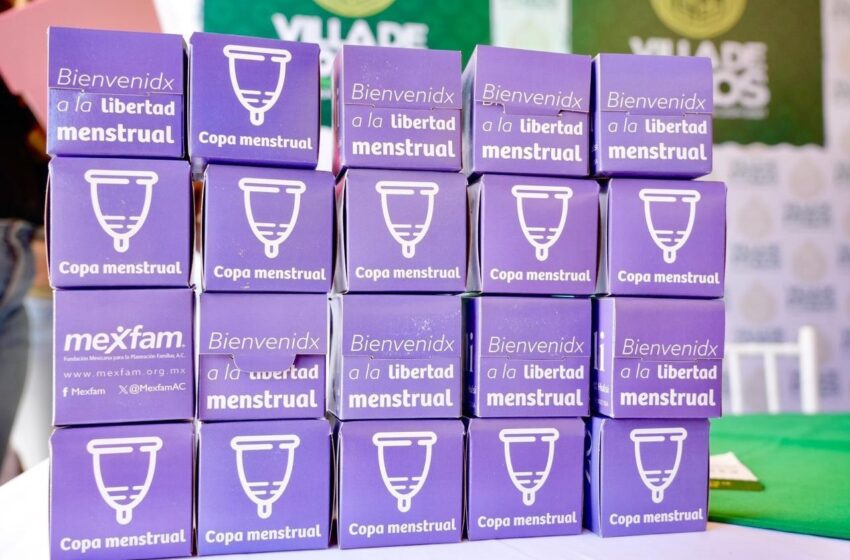 VILLA DE
VILLA DE
Bienvenidx
a la libertad
menstrual
Copa menstrual
Bienvenidx
a la libertad
menstrual
Bienvenidx
a la libertad
menstrual
Bienvenidx
a la libertad
menstrual
Copa menstrual
Copa menstrual
Copa menstrual
Copa menstrual
Copa menstrual
mexfam
Fundación Mexicana para la Planeación Familiar, A.C.
www.mexfam.org.mx
Mexfam @MexfamAC
Bienvenidx
a la libertad
menstrual
Bienvenidx
a la libertad
menstrual
Bienvenidx
a la libertad
menstrual
Bienvenidx
a la libertad
menstrual
Copa menstrual
Copa menstrual
Copa menstrual
Copa menstrual
Copa menstrual